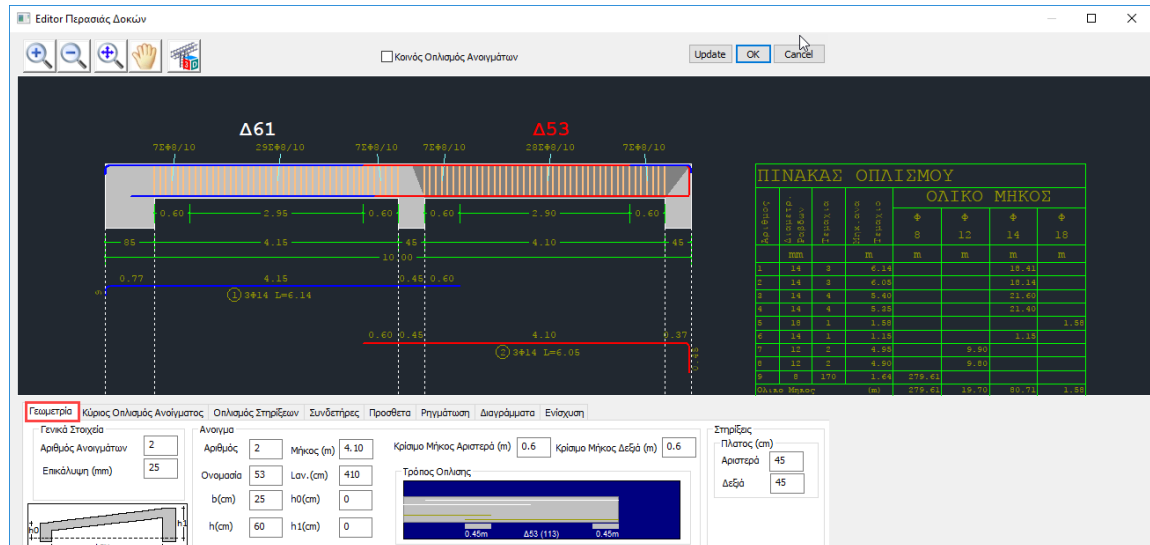 Editor Περασιάς Δοκών
Κοινός Οπλισμός Ανοιγμάτων
Update OK Cancel
Δ61 Δ53
7ΣΦ8/10 29ΣΦ8/10 7ΣΦ8/10 7ΣΦ8/10 28ΣΦ8/10 7ΣΦ8/10
0.60 2.95 0.60 0.60 2.90 0.60
85 4.15 45 4.10 45
10.00
0.77 4.15 0.45 0.60
1 3Φ14 L=6.14
0.60 0.45 4.10 0.37
2 3Φ14 L=6.05
ΠΙΝΑΚΑΣ ΟΠΛΙΣΜΟΥ
Αριθμος Διαμετρ. Ραβδων Τεμαχια Μηκ.ανα Τεμαχιο ΟΛΙΚΟ ΜΗΚΟΣ
Φ Φ Φ Φ
8 12 14 18
mm m m m m m
1 14 3 6.14 18.41
2 14 3 6.05 18.14
3 14 4 5.40 21.60
4 14 4 5.35 21.40
5 18 1 1.58 1.58
6 14 1 1.15 1.15
7 12 2 4.95 9.90
8 12 2 4.90 9.80
9 8 170 1.64 279.61
Ολικο Μηκος (m) 279.61 19.70 80.71 1.58
Γεωμετρία Κύριος Οπλισμός Ανοίγματος Οπλισμός Στηρίξεων Συνδετήρες Πρόσθετα Ρηγμάτωση Διαγράμματα Ενίσχυση
Γενικά Στοιχεία
Αριθμός Ανοιγμάτων 2
Επικάλυψη (mm) 25
h0 h1
Ανοιγμα
Αριθμός 2 Μήκος (m) 4.10 Κρίσιμο Μήκος Αριστερά (m) 0.6 Κρίσιμο Μήκος Δεξιά (m) 0.6
Ονομασία 53 Lαν.(cm) 410
b(cm) 25 h0(cm) 0
h(cm) 60 h1(cm) 0
Τρόπος Οπλισης
0.45m Δ53 (113) 0.45m
Στηρίξεις
Πλατος (cm)
Αριστερά 45
Δεξιά 45